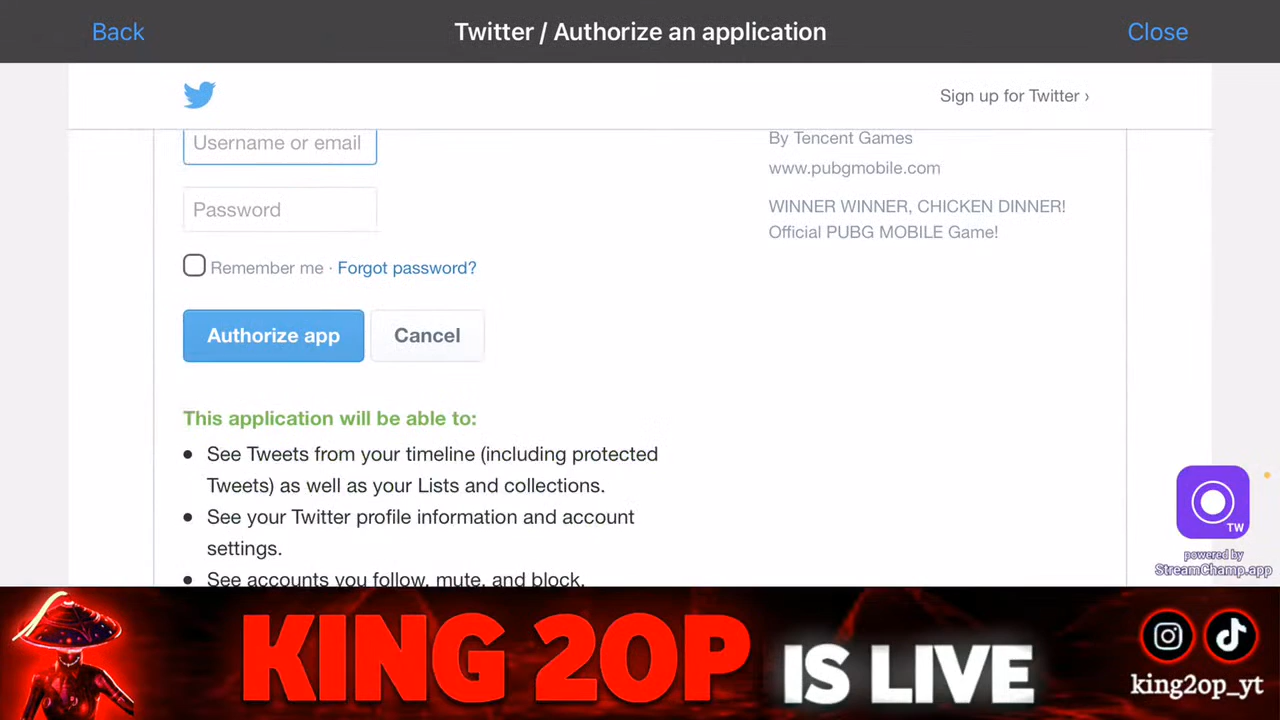 Back
Twitter / Authorize an application
Close
Sign up for Twitter ›
Username or email
By Tencent Games
www.pubgmobile.com
Password
WINNER WINNER, CHICKEN DINNER!
Official PUBG MOBILE Game!
Remember me · Forgot password?
Authorize app
Cancel
This application will be able to:
See Tweets from your timeline (including protected
Tweets) as well as your Lists and collections.
See your Twitter profile information and account
settings.
See accounts you follow, mute, and block.
TW
powered by
StreamChamp.app
KING 2OP IS LIVE
king2op_yt